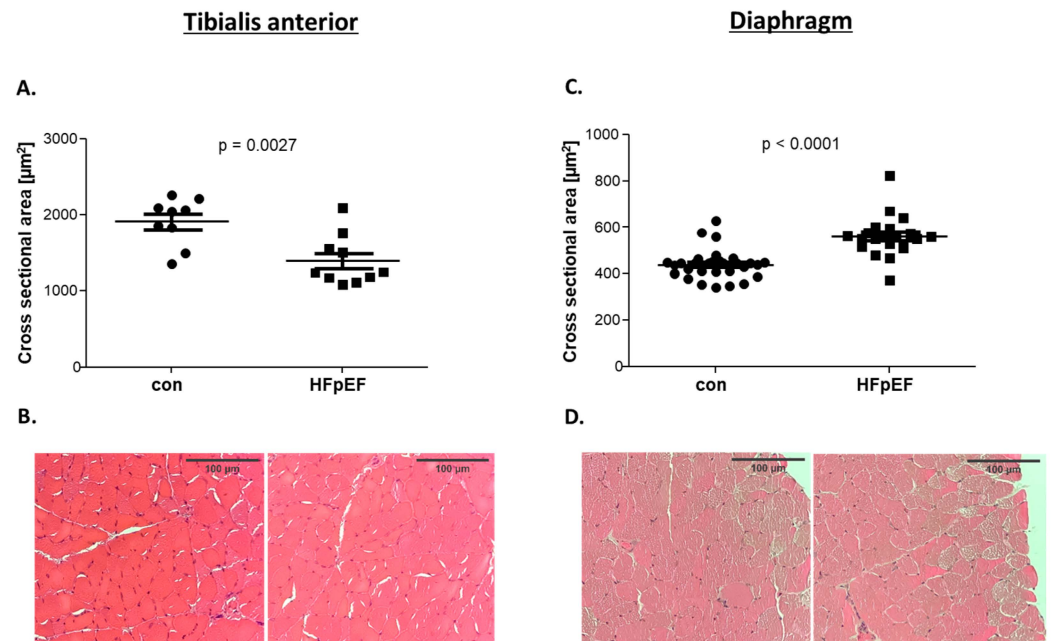 Tibialis anterior
Diaphragm
A.
Cross sectional area [µm²]
3000
2000
1000
0
p = 0.0027
con
HFpEF
C.
Cross sectional area [µm²]
1000
800
600
400
200
0
p < 0.0001
con
HFpEF
B.
100 µm
100 µm
D.
100 µm
100 µm